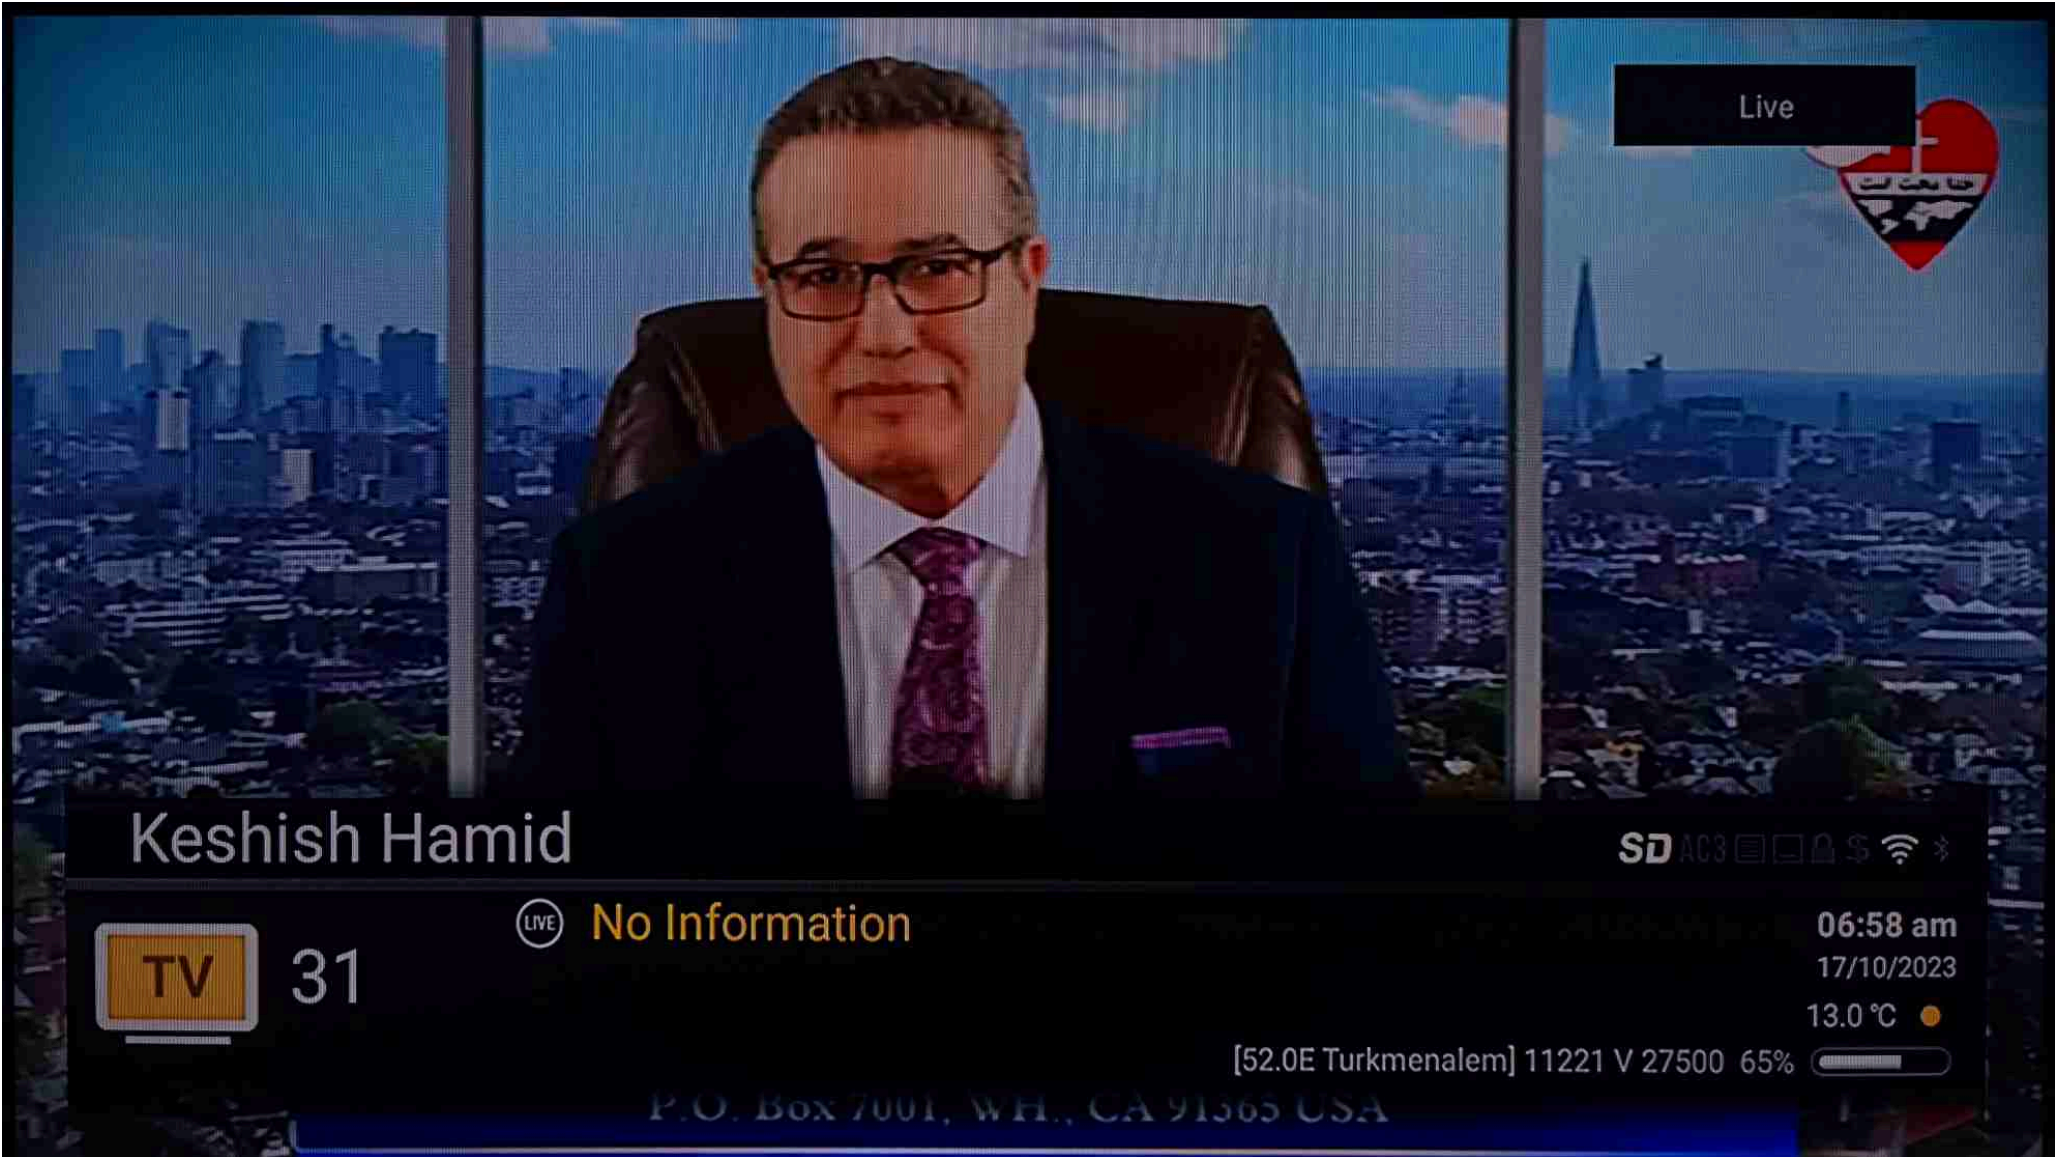 Live
Keshish Hamid
SD AC3 $
TV
31
LIVE
No Information
06:58 am
17/10/2023
13.0 °C
[52.0E Turkmenalem] 11221 V 27500 65%
P.O. Box 7001, WH., CA 91365 USA